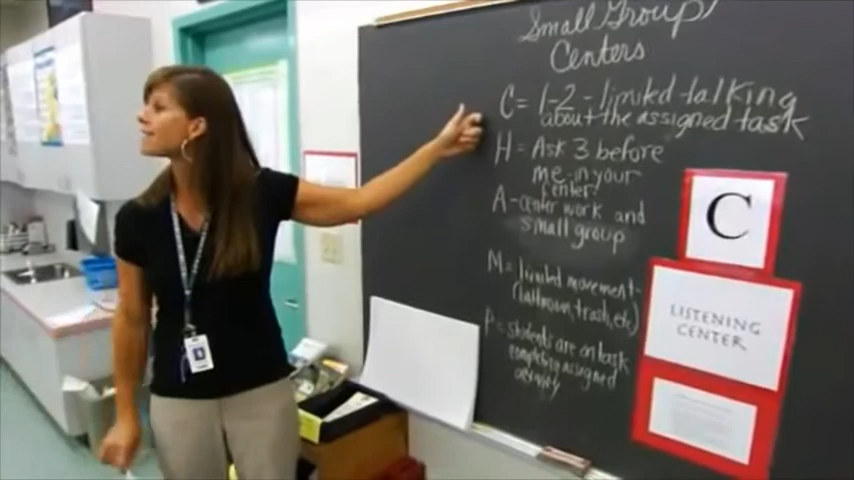 Small Group
Centers
C = 1-2 - limited talking
about the assigned task
H = Ask 3 before
me in your
center!
A - center work and
small group
M = limited movement -
(bathroom, trash, etc)
P = students are on task
completing assigned
activity
C
LISTENING
CENTER